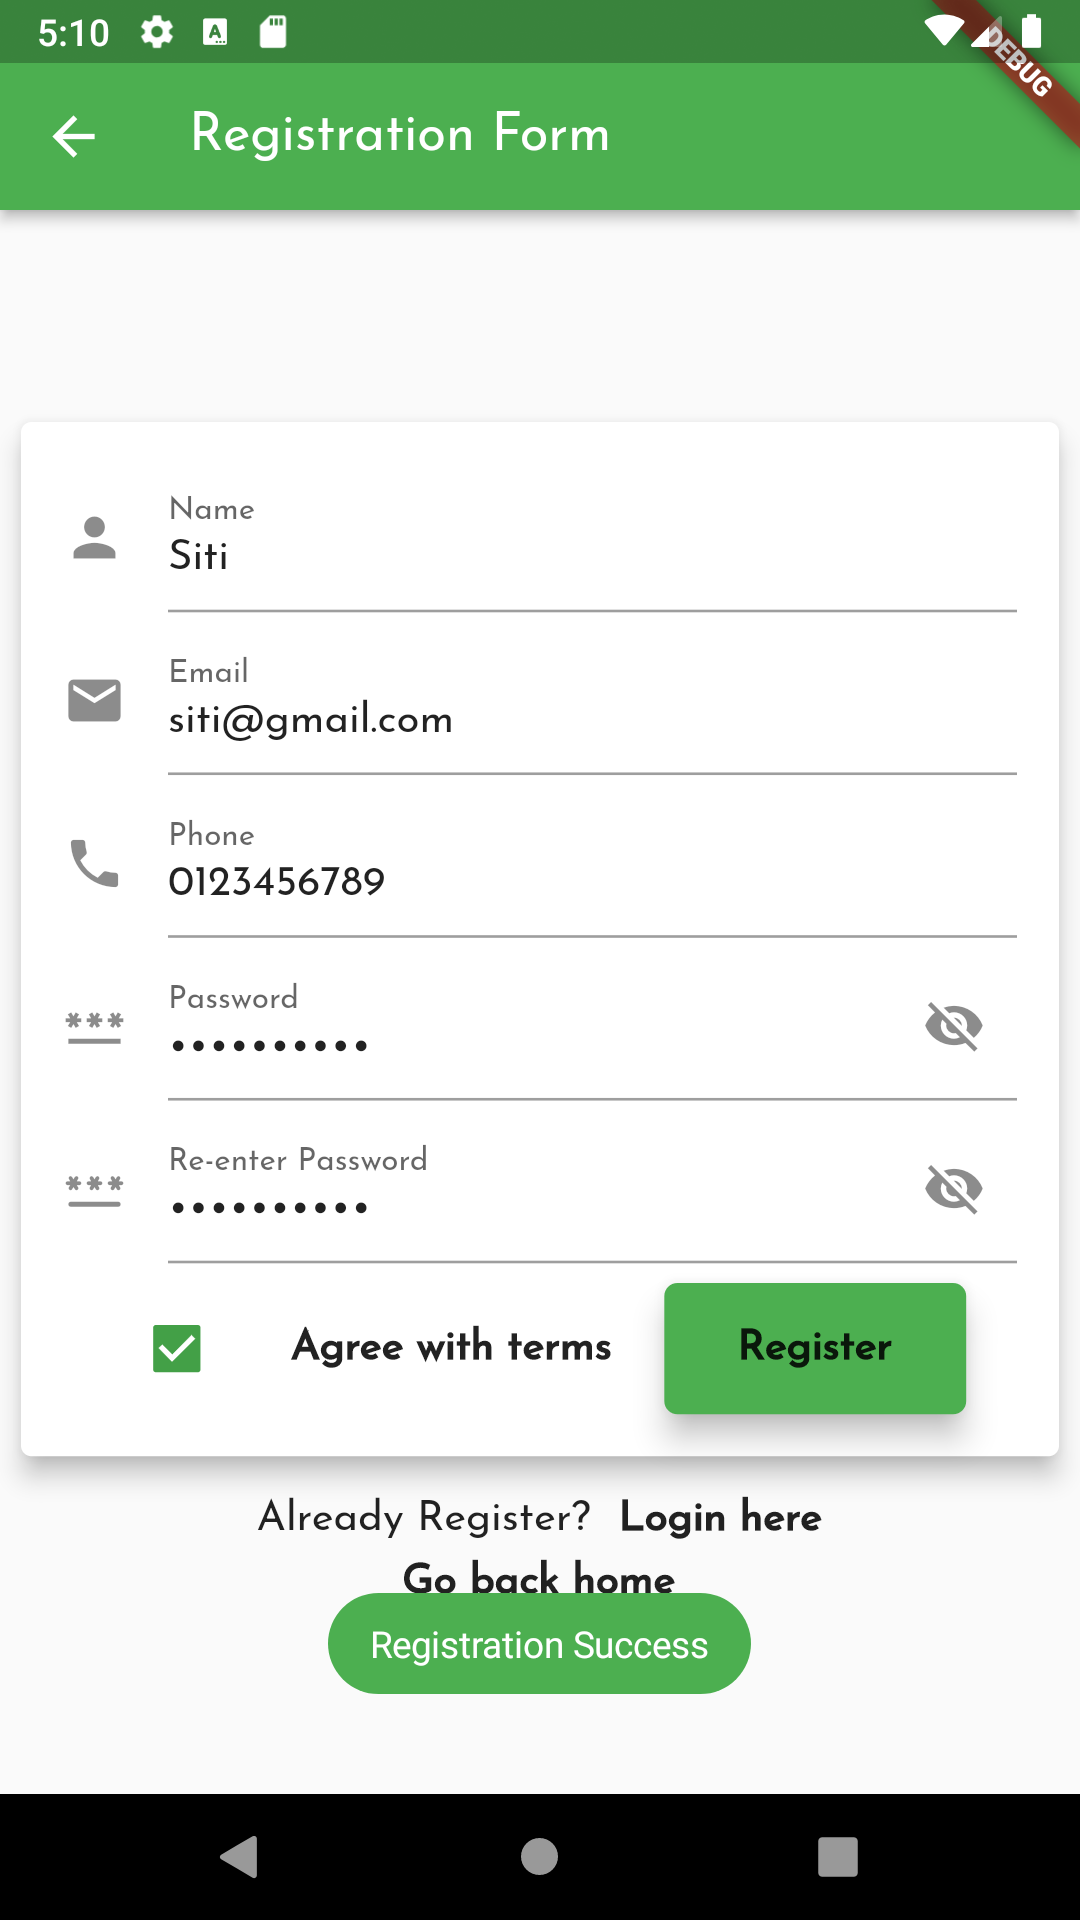 5:10
DEBUG
Registration Form
Name
Siti
Email
siti@gmail.com
Phone
0123456789
Password
••••••••••
Re-enter Password
••••••••••
Agree with terms
Register
Already Register? Login here
Go back home
Registration Success